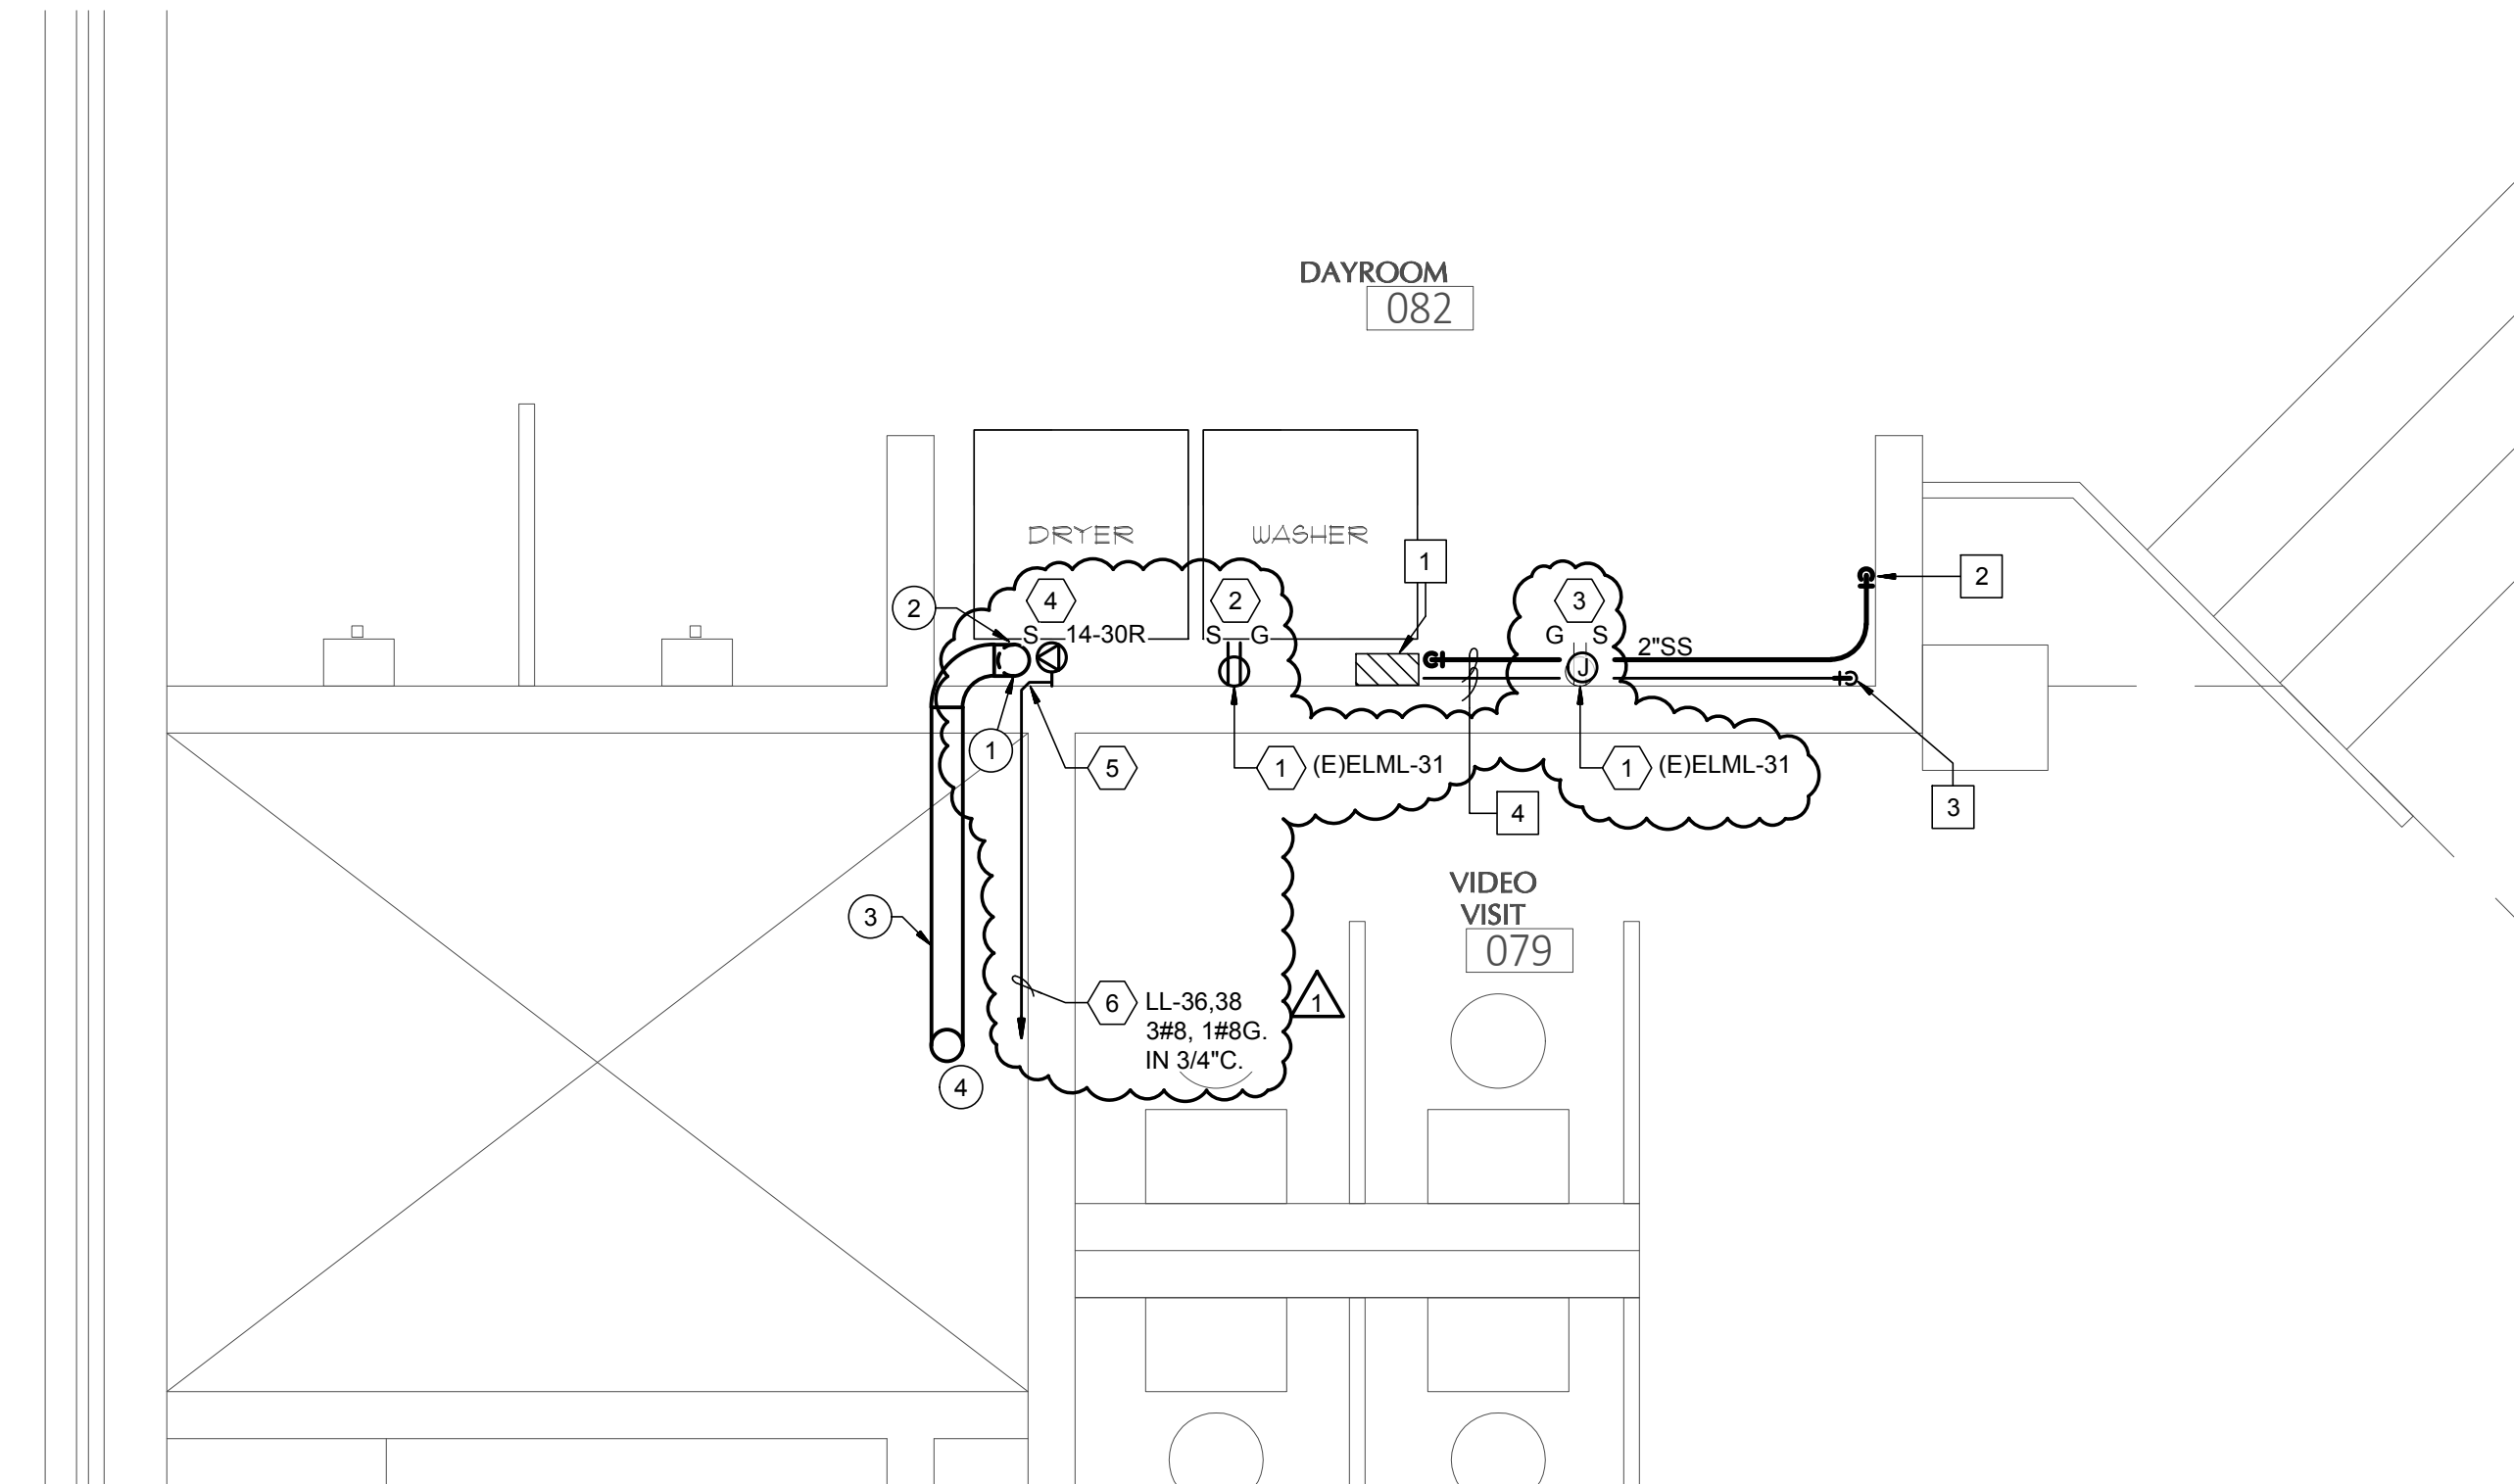 DAYROOM
082
DRYER
WASHER
1
2
4
2
3
2
S
14-30R
S
G
G
S
2"SS
J
1
5
1
(E)ELML-31
1
(E)ELML-31
4
3
VIDEO
VISIT
079
3
6
LL-36,38
3#8, 1#8G.
IN 3/4"C.
1
4